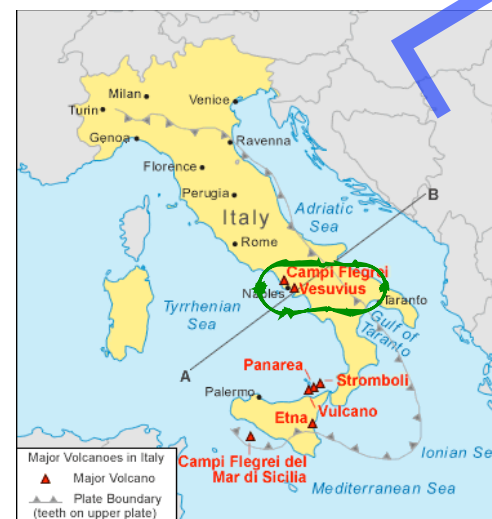 Milan
Venice
Turin
Genoa
Ravenna
Florence
Perugia
Adriatic
Sea
B
Italy
Rome
Campi Flegrei
Vesuvius
Naples
Taranto
Tyrrhenian
Sea
Gulf of
Taranto
A
Panarea
Stromboli
Palermo
Etna
Vulcano
Ionian Se
Campi Flegrei del
Mar di Sicilia
Mediterranean Sea
Major Volcanoes in Italy
Major Volcano
Plate Boundary
(teeth on upper plate)